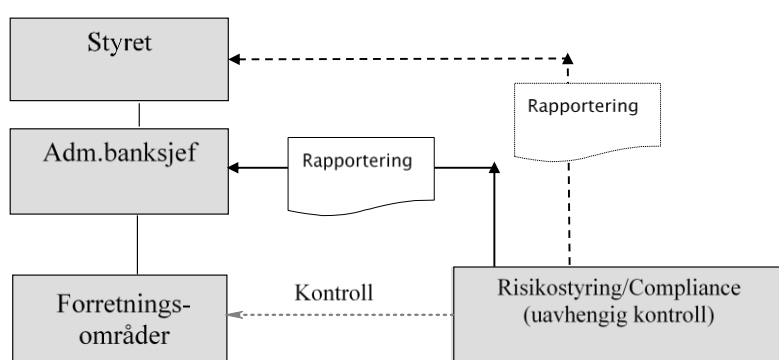 Styret
Rapportering
Adm.banksjef
Rapportering
Forretnings-
områder
Kontroll
Risikostyring/Compliance
(uavhengig kontroll)